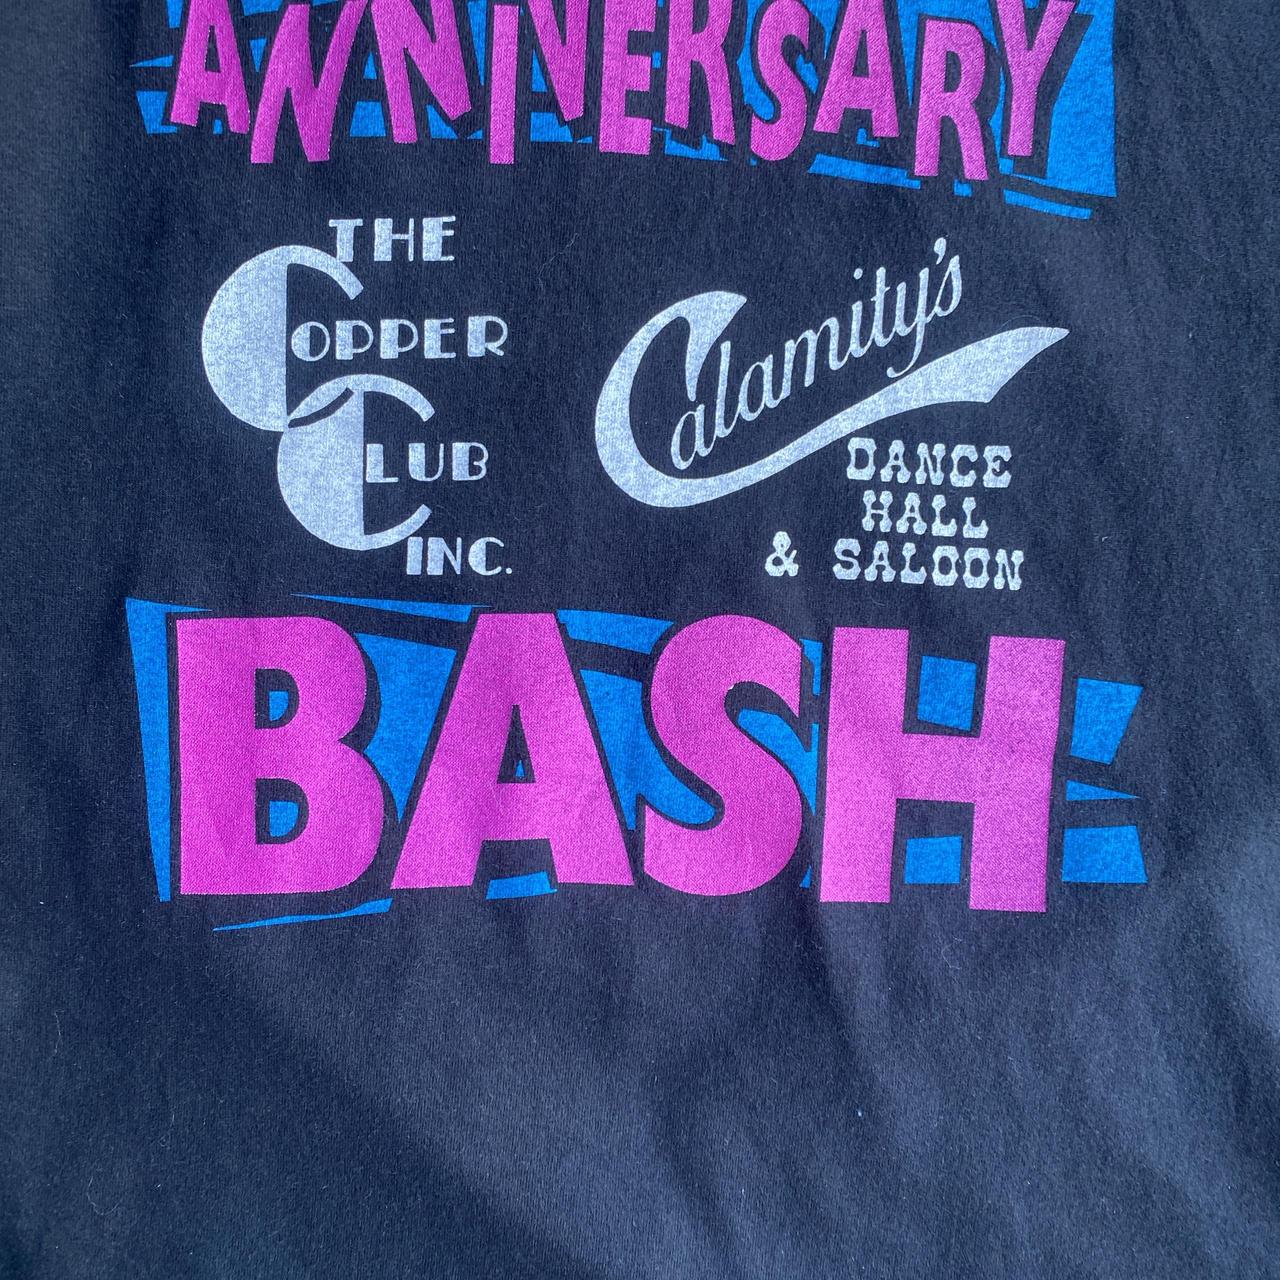 ANNIVERSARY
THE
COPPER
CLUB
INC.
Calamity's
DANCE
HALL
& SALOON
BASH